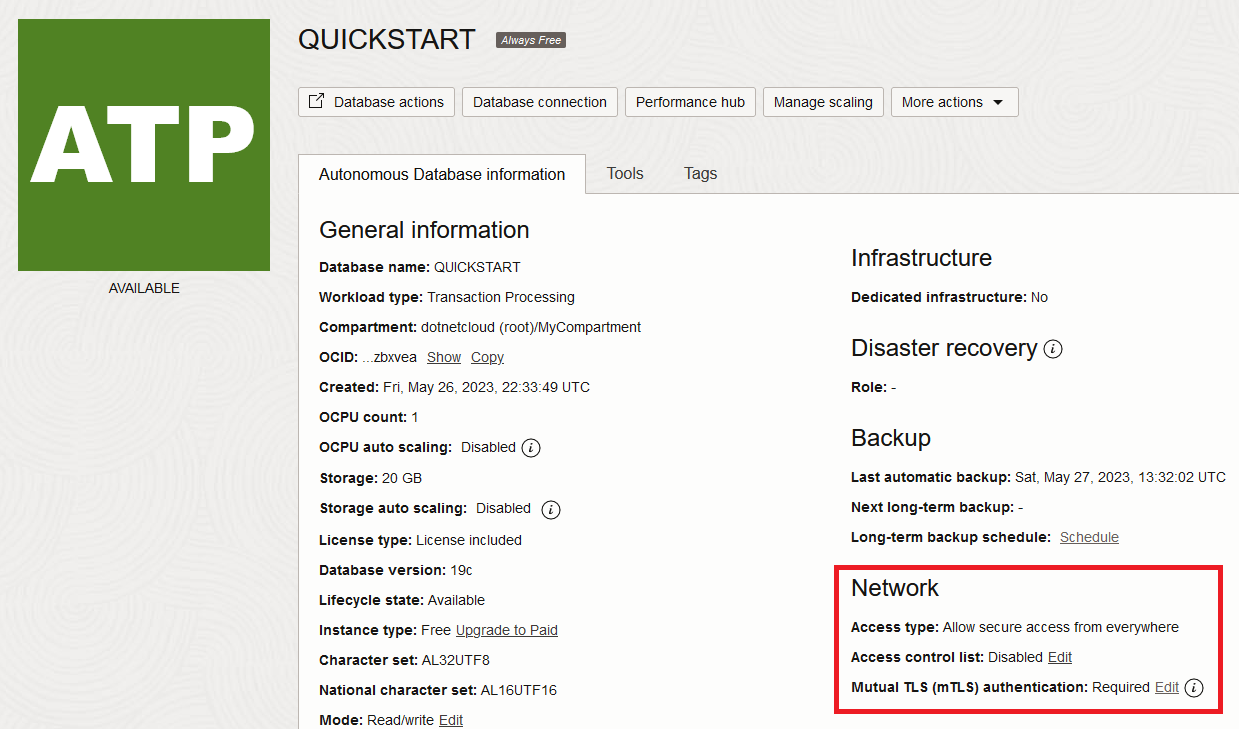 ATP
AVAILABLE
QUICKSTART Always Free
Database actions Database connection Performance hub Manage scaling More actions
Autonomous Database information Tools Tags
General information
Database name: QUICKSTART
Workload type: Transaction Processing
Compartment: dotnetcloud (root)/MyCompartment
OCID: ...zbxvea Show Copy
Created: Fri, May 26, 2023, 22:33:49 UTC
OCPU count: 1
OCPU auto scaling: Disabled i
Storage: 20 GB
Storage auto scaling: Disabled i
License type: License included
Database version: 19c
Lifecycle state: Available
Instance type: Free Upgrade to Paid
Character set: AL32UTF8
National character set: AL16UTF16
Mode: Read/write Edit
Infrastructure
Dedicated infrastructure: No
Disaster recovery i
Role: -
Backup
Last automatic backup: Sat, May 27, 2023, 13:32:02 UTC
Next long-term backup: -
Long-term backup schedule: Schedule
Network
Access type: Allow secure access from everywhere
Access control list: Disabled Edit
Mutual TLS (mTLS) authentication: Required Edit i